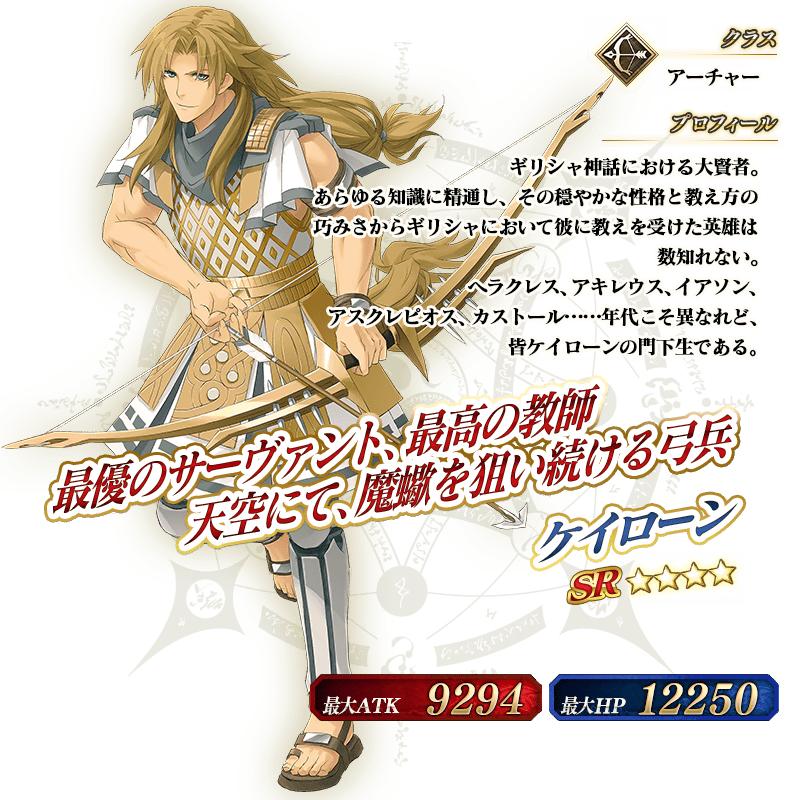 クラス
アーチャー
プロフィール
ギリシャ神話における大賢者。
あらゆる知識に精通し、その穏やかな性格と教え方の
巧みさからギリシャにおいて彼に教えを受けた英雄は
数知れない。
ヘラクレス、アキレウス、イアソン、
アスクレピオス、カストール……年代こそ異なれど、
皆ケイローンの門下生である。
最優のサーヴァント、最高の教師
天空にて、魔蠍を狙い続ける弓兵
ケイローン
SR
最大ATK 9294
最大HP 12250